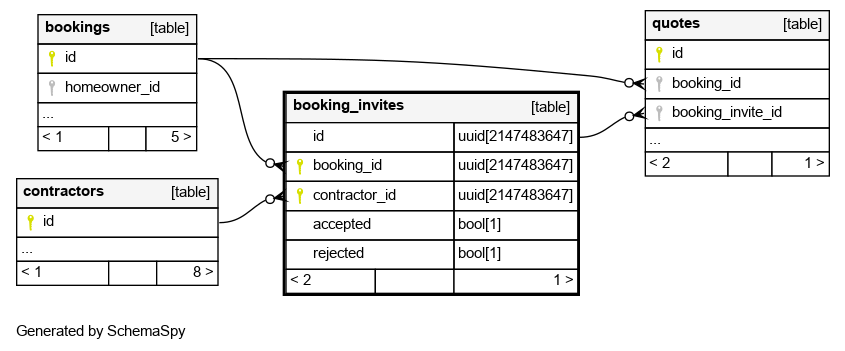 bookings [table]
id
homeowner_id
...
< 1 5 >
contractors [table]
id
...
< 1 8 >
booking_invites [table]
id uuid[2147483647]
booking_id uuid[2147483647]
contractor_id uuid[2147483647]
accepted bool[1]
rejected bool[1]
< 2 1 >
quotes [table]
id
booking_id
booking_invite_id
...
< 2 1 >
Generated by SchemaSpy